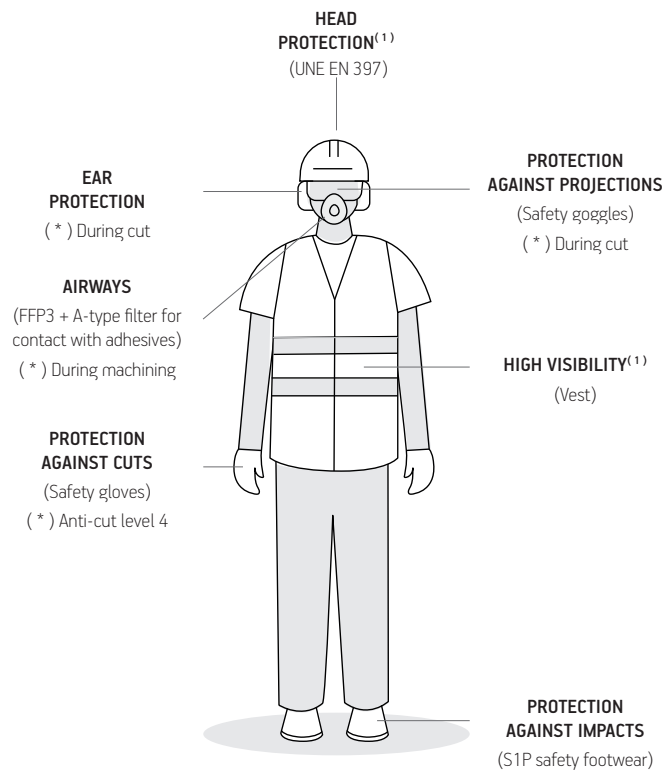 HEAD
PROTECTION(1)
(UNE EN 397)
EAR
PROTECTION
( * ) During cut
AIRWAYS
(FFP3 + A-type filter for
contact with adhesives)
( * ) During machining
PROTECTION
AGAINST CUTS
(Safety gloves)
( * ) Anti-cut level 4
PROTECTION
AGAINST PROJECTIONS
(Safety goggles)
( * ) During cut
HIGH VISIBILITY(1)
(Vest)
PROTECTION
AGAINST IMPACTS
(S1P safety footwear)